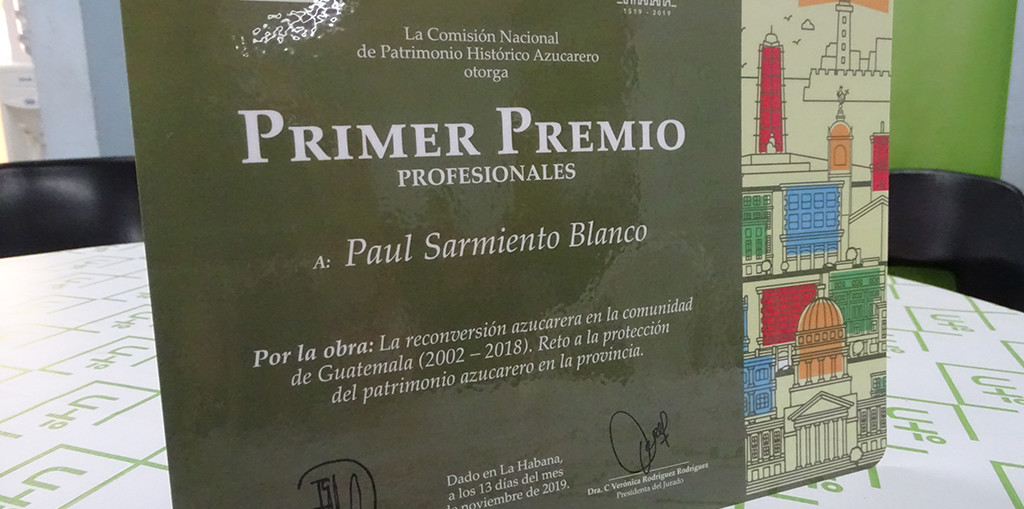 1519 - 2019
La Comisión Nacional
de Patrimonio Histórico Azucarero
otorga
PRIMER PREMIO
PROFESIONALES
A: Paul Sarmiento Blanco
Por la obra: La reconversión azucarera en la comunidad
de Guatemala (2002 – 2018). Reto a la protección
del patrimonio azucarero en la provincia.
Dado en La Habana,
a los 13 días del mes
noviembre de 2019.
Dra. C Verónica Rodríguez Rodríguez
Presidenta del Jurado